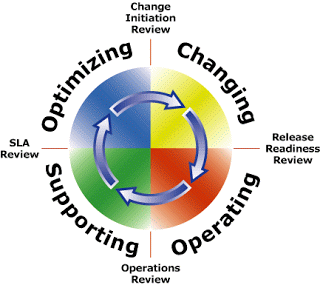 Change
Initiation
Review
Optimizing
Changing
SLA
Review
Release
Readiness
Review
Supporting
Operating
Operations
Review